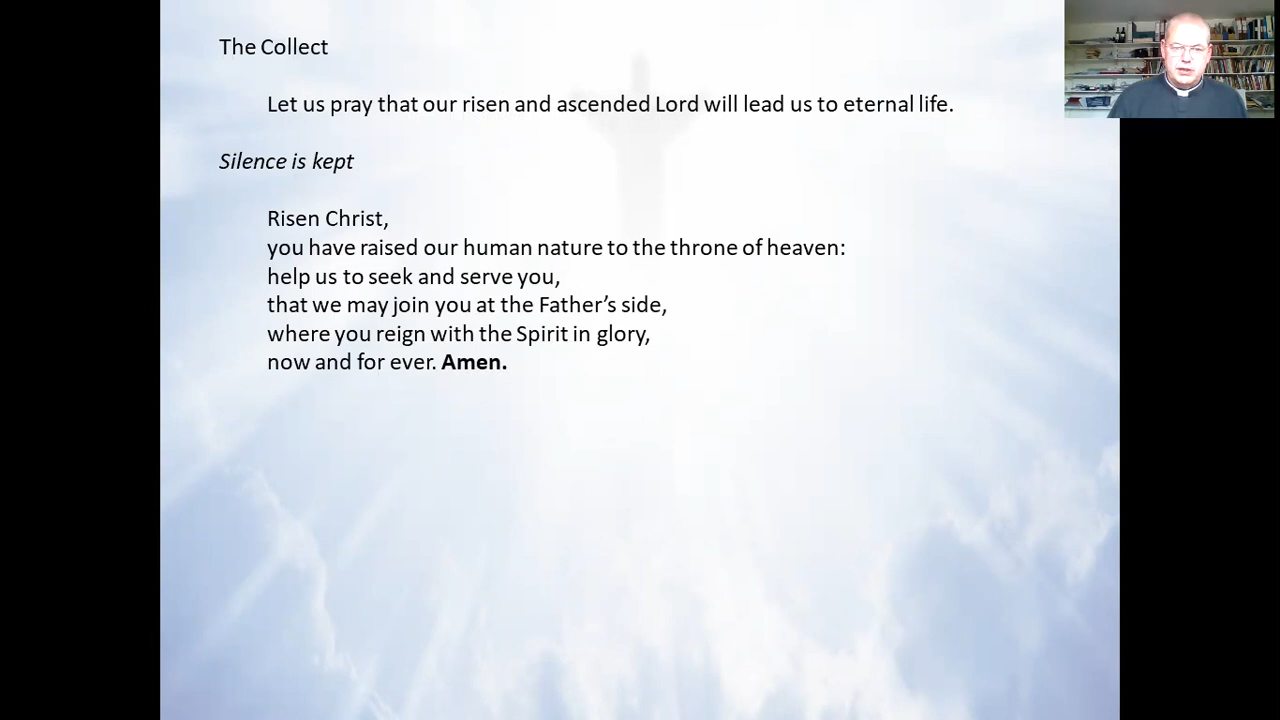 The Collect
Let us pray that our risen and ascended Lord will lead us to eternal life.
Silence is kept
Risen Christ,
you have raised our human nature to the throne of heaven:
help us to seek and serve you,
that we may join you at the Father’s side,
where you reign with the Spirit in glory,
now and for ever. Amen.